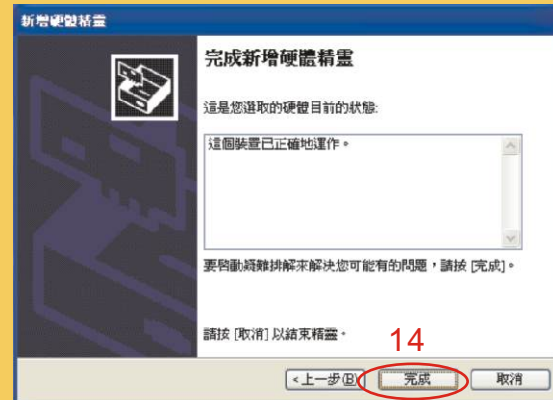 新增硬體精靈
完成新增硬體精靈
這是您選取的硬體目前的狀態:
這個裝置已正確地運作。
要啟動疑難排解來解決您可能有的問題，請按 [完成]。
請按 [取消] 以結束精靈。
14
<上一步(B) 完成 取消